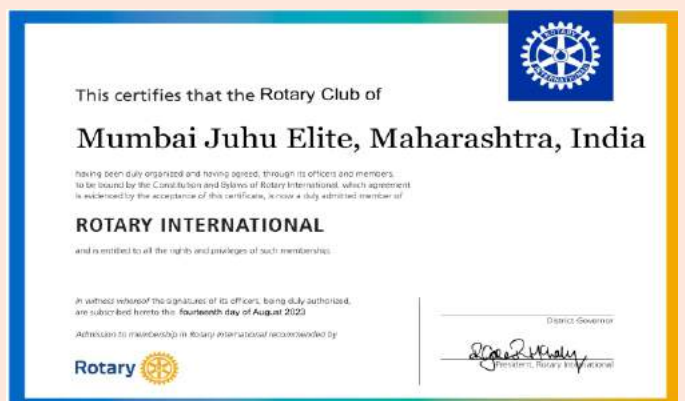 ROTARY
INTERNATIONAL
This certifies that the Rotary Club of
Mumbai Juhu Elite, Maharashtra, India
having been duly organized and having agreed, through its officers and members,
to be bound by the Constitution and Bylaws of Rotary International, which agreement
is evidenced by the acceptance of this certificate, is now a duly admitted member of
ROTARY INTERNATIONAL
and is entitled to all the rights and privileges of such membership.
In witness whereof the signatures of its officers, being duly authorized,
are subscribed hereto this fourteenth day of August 2023
Admission to membership in Rotary International recommended by
District Governor
President, Rotary International
Rotary